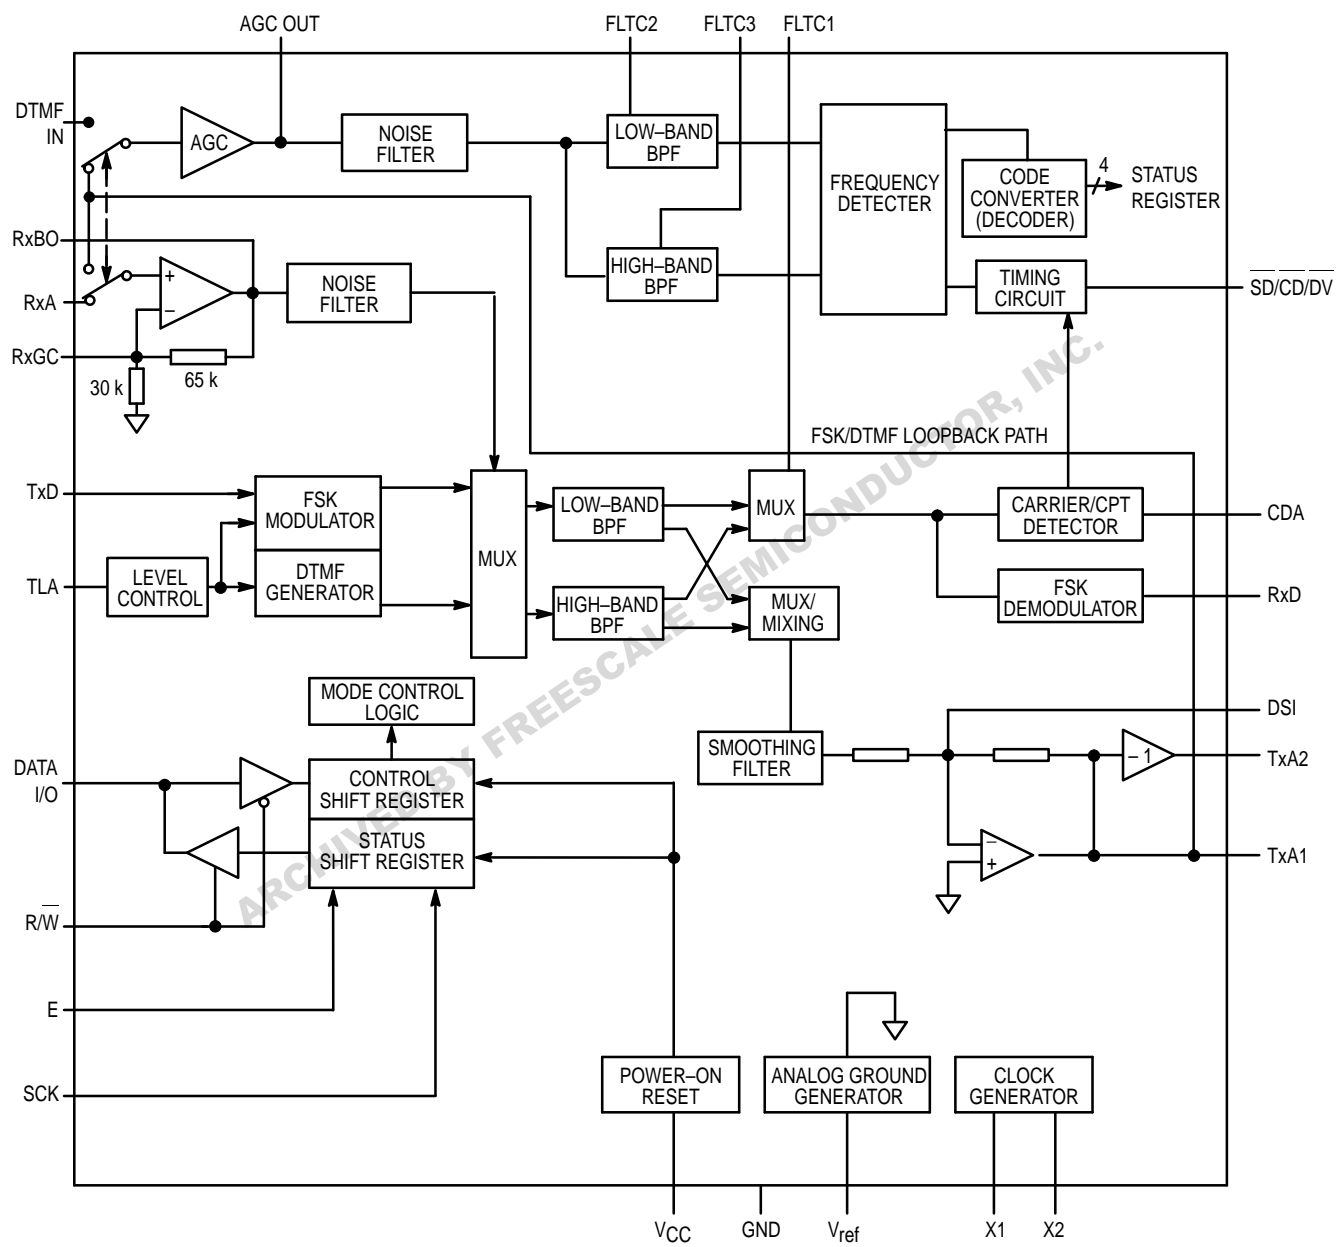 AGC OUT
FLTC2
FLTC3
FLTC1
DTMF
IN
AGC
NOISE
FILTER
LOW–BAND
BPF
FREQUENCY
DETECTER
CODE
CONVERTER
(DECODER)
4
STATUS
REGISTER
RxBO
HIGH–BAND
BPF
+
–
NOISE
FILTER
TIMING
CIRCUIT
SD/CD/DV
RxA
RxGC
30 k
65 k
FSK/DTMF LOOPBACK PATH
TxD
FSK
MODULATOR
MUX
LOW–BAND
BPF
MUX
CARRIER/CPT
DETECTOR
CDA
TLA
LEVEL
CONTROL
DTMF
GENERATOR
HIGH–BAND
BPF
MUX/
MIXING
FSK
DEMODULATOR
RxD
MODE CONTROL
LOGIC
DSI
SMOOTHING
FILTER
– 1
TxA2
DATA
I/O
CONTROL
SHIFT REGISTER
STATUS
SHIFT REGISTER
–
+
TxA1
R/W
E
SCK
POWER–ON
RESET
ANALOG GROUND
GENERATOR
CLOCK
GENERATOR
VCC
GND
Vref
X1
X2
ARCHIVED BY FREESCALE SEMICONDUCTOR, INC.